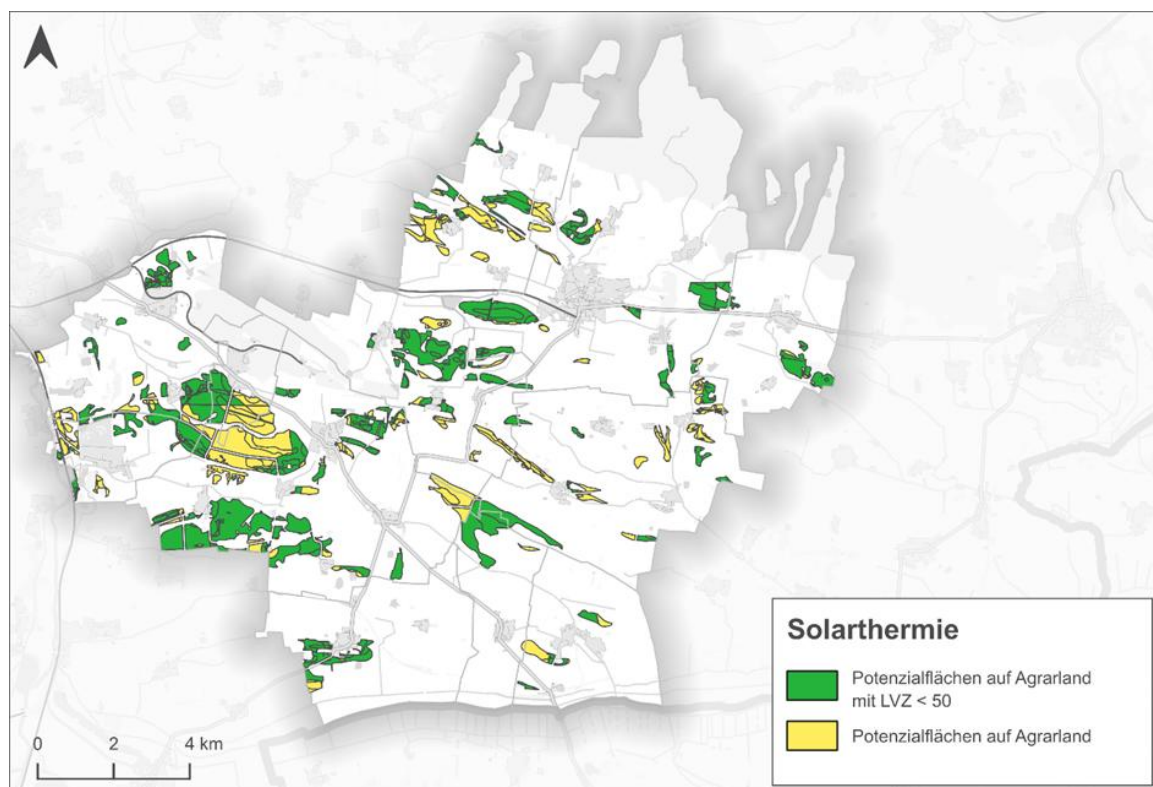 Solarthermie
Potenzialflächen auf Agrarland
mit LVZ < 50
Potenzialflächen auf Agrarland
0 2 4 km